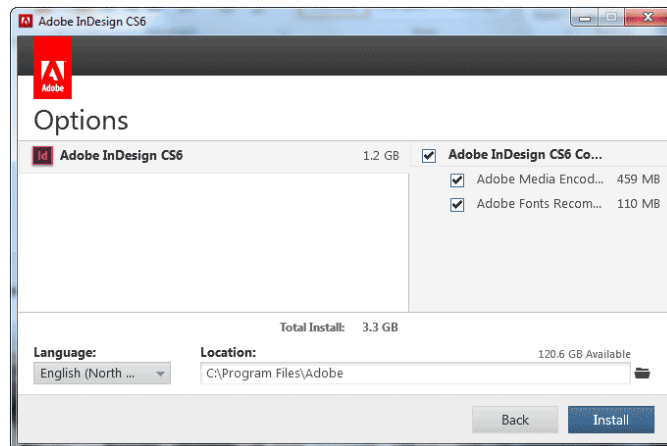 Adobe InDesign CS6
Adobe
Options
Id Adobe InDesign CS6 1.2 GB
Adobe InDesign CS6 Co...
Adobe Media Encod... 459 MB
Adobe Fonts Recom... 110 MB
Total Install: 3.3 GB
Language:
English (North ...
Location:
120.6 GB Available
C:\Program Files\Adobe
Back
Install